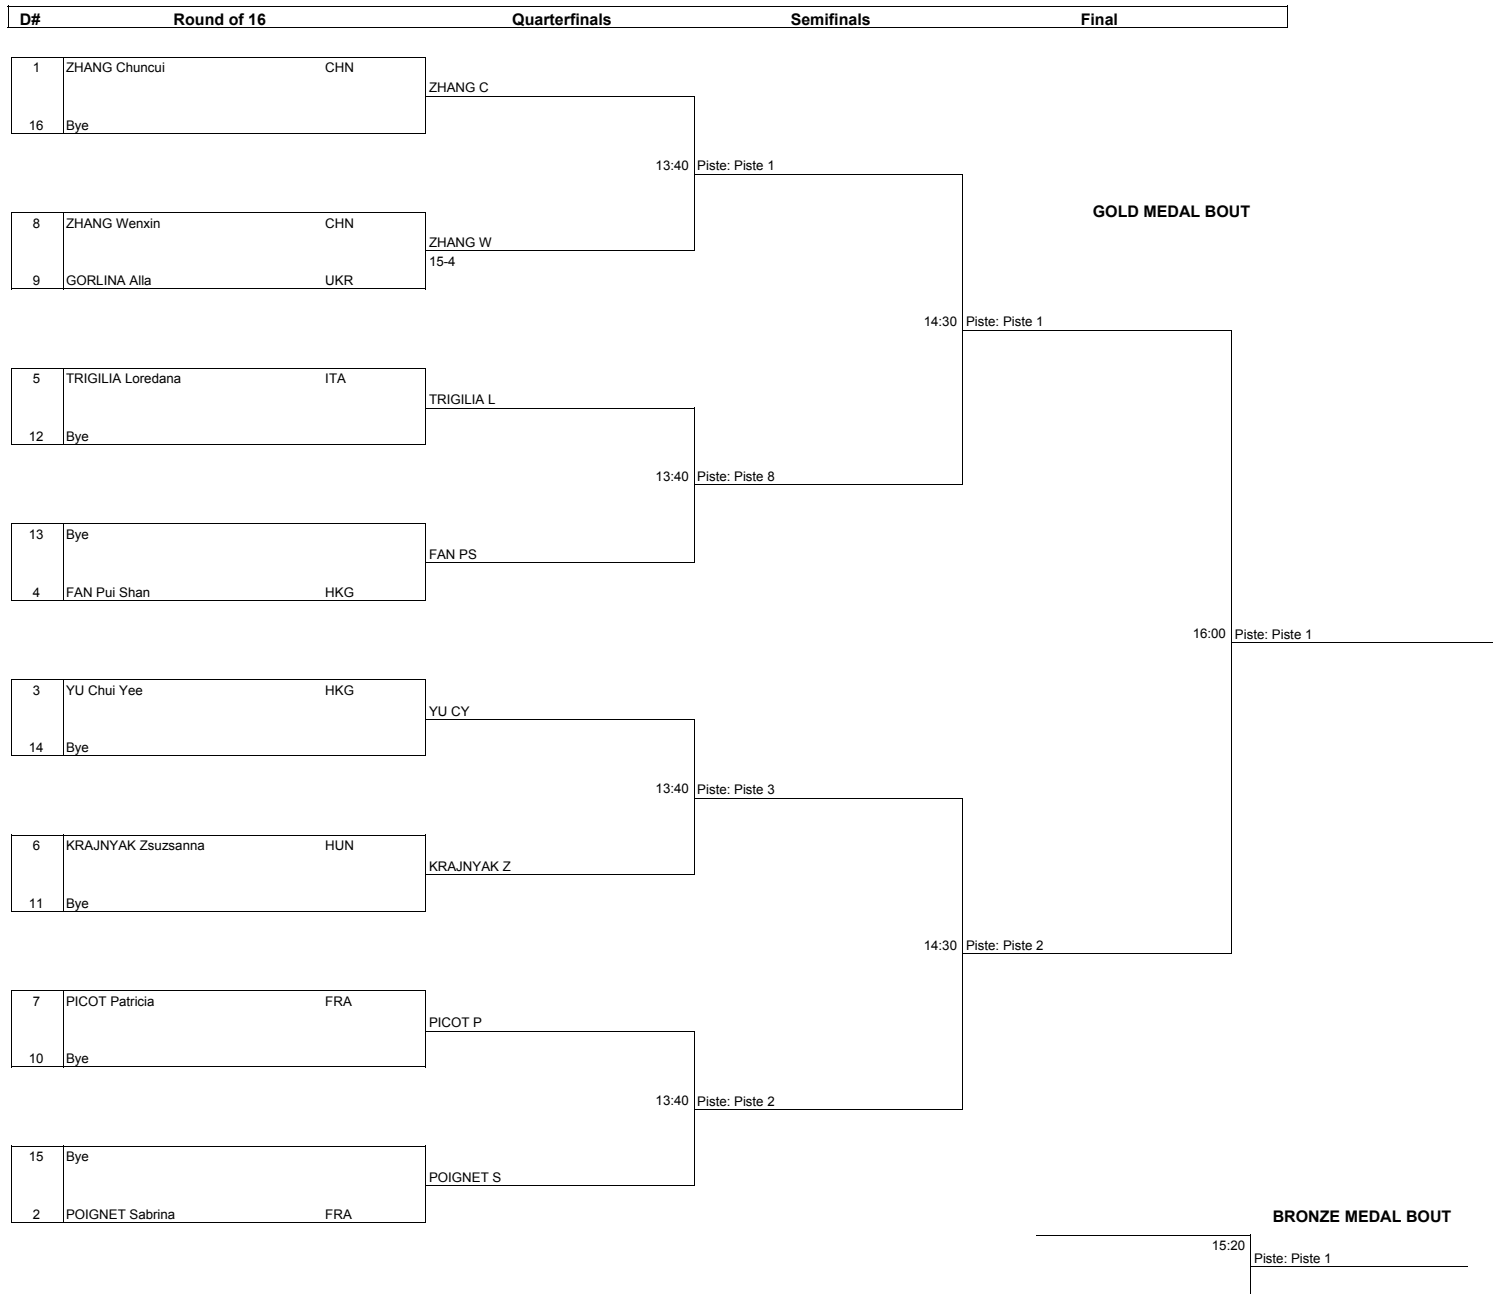 D# Round of 16 Quarterfinals Semifinals Final
1 ZHANG Chuncui CHN
ZHANG C
16 Bye
13:40 Piste: Piste 1
GOLD MEDAL BOUT
8 ZHANG Wenxin CHN
ZHANG W
15-4
9 GORLINA Alla UKR
14:30 Piste: Piste 1
5 TRIGILIA Loredana ITA
TRIGILIA L
12 Bye
13:40 Piste: Piste 8
13 Bye
FAN PS
4 FAN Pui Shan HKG
16:00 Piste: Piste 1
3 YU Chui Yee HKG
YU CY
14 Bye
13:40 Piste: Piste 3
6 KRAJNYAK Zsuzsanna HUN
KRAJNYAK Z
11 Bye
14:30 Piste: Piste 2
7 PICOT Patricia FRA
PICOT P
10 Bye
13:40 Piste: Piste 2
15 Bye
POIGNET S
2 POIGNET Sabrina FRA
BRONZE MEDAL BOUT
15:20
Piste: Piste 1